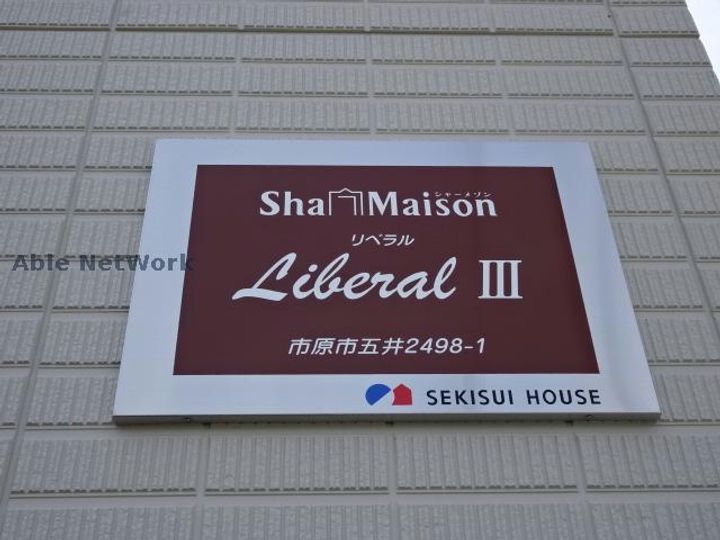 シャーメゾン
Sha Maison
リベラル
Liberal III
市原市五井2498-1
SEKISUI HOUSE
Able NetWork